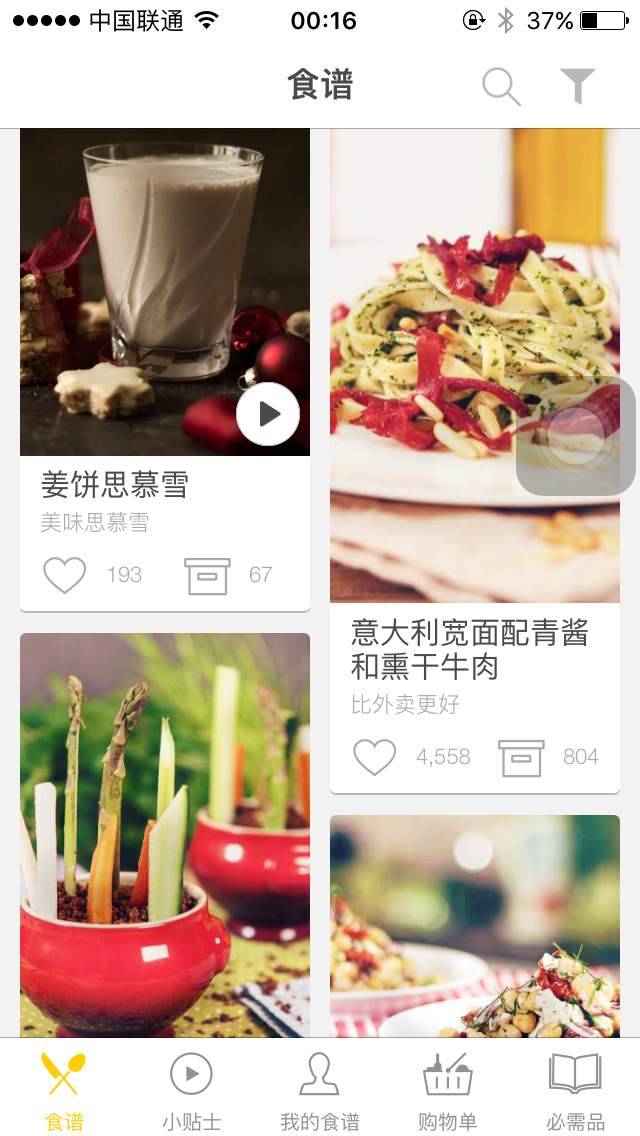 中国联通 00:16 37%
食谱
姜饼思慕雪
美味思慕雪
193 67
意大利宽面配青酱
和熏干牛肉
比外卖更好
4,558 804
食谱 小贴士 我的食谱 购物单 必需品